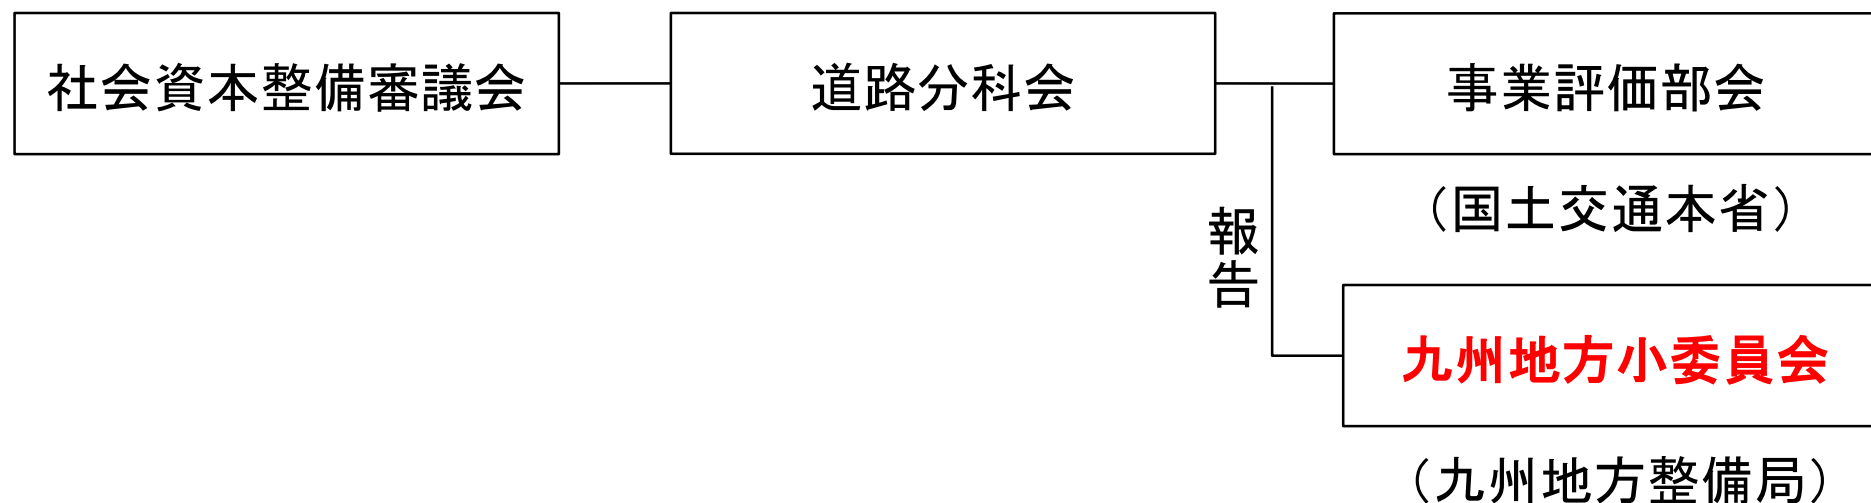 社会資本整備審議会
道路分科会
事業評価部会
（国土交通本省）
報告
九州地方小委員会
（九州地方整備局）